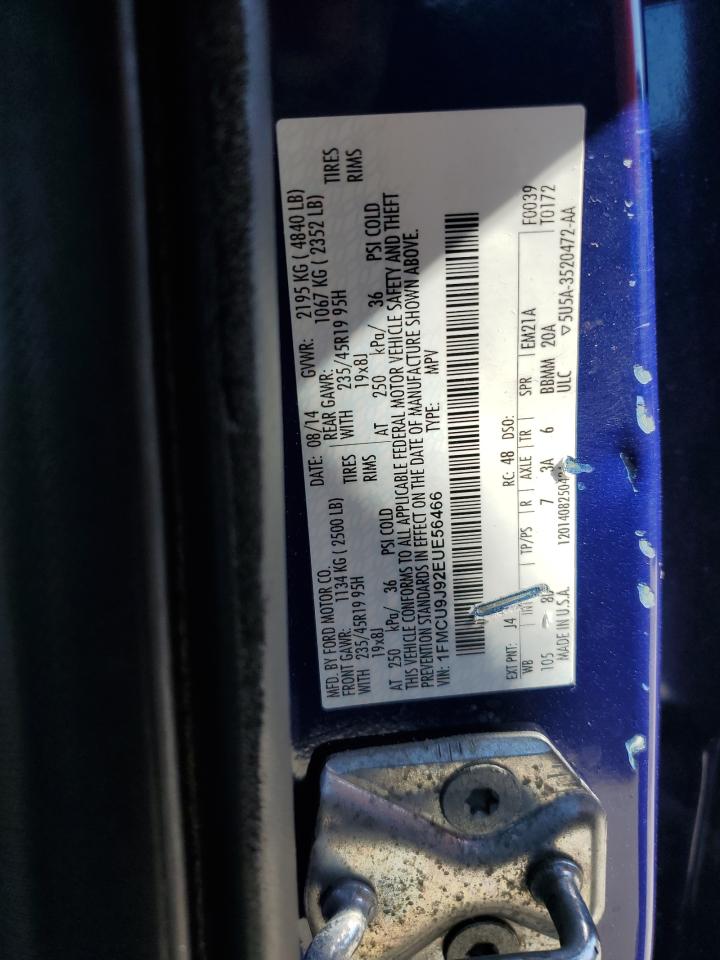 MFD. BY FORD MOTOR CO. DATE: 08/14 GVWR: 2195 KG ( 4840 LB)
FRONT GAWR: 1134 KG ( 2500 LB) REAR GAWR: 1067 KG ( 2352 LB)
WITH 235/45R19 95H TIRES WITH 235/45R19 95H TIRES
19x8J RIMS 19x8J RIMS
AT 250 kPa/ 36 PSI COLD AT 250 kPa/ 36 PSI COLD
THIS VEHICLE CONFORMS TO ALL APPLICABLE FEDERAL MOTOR VEHICLE SAFETY AND THEFT
PREVENTION STANDARDS IN EFFECT ON THE DATE OF MANUFACTURE SHOWN ABOVE.
VIN: 1FMCU9J92EUE56466 TYPE: MPV
EXT PNT: J4 RC: 48 DSO: F0039
WB TP/PS R AXLE TR SPR EM21A T0172
105 7 3A 6 BBMM 20A
MADE IN U.S.A. ULC ▽5U5A-3520472-AA